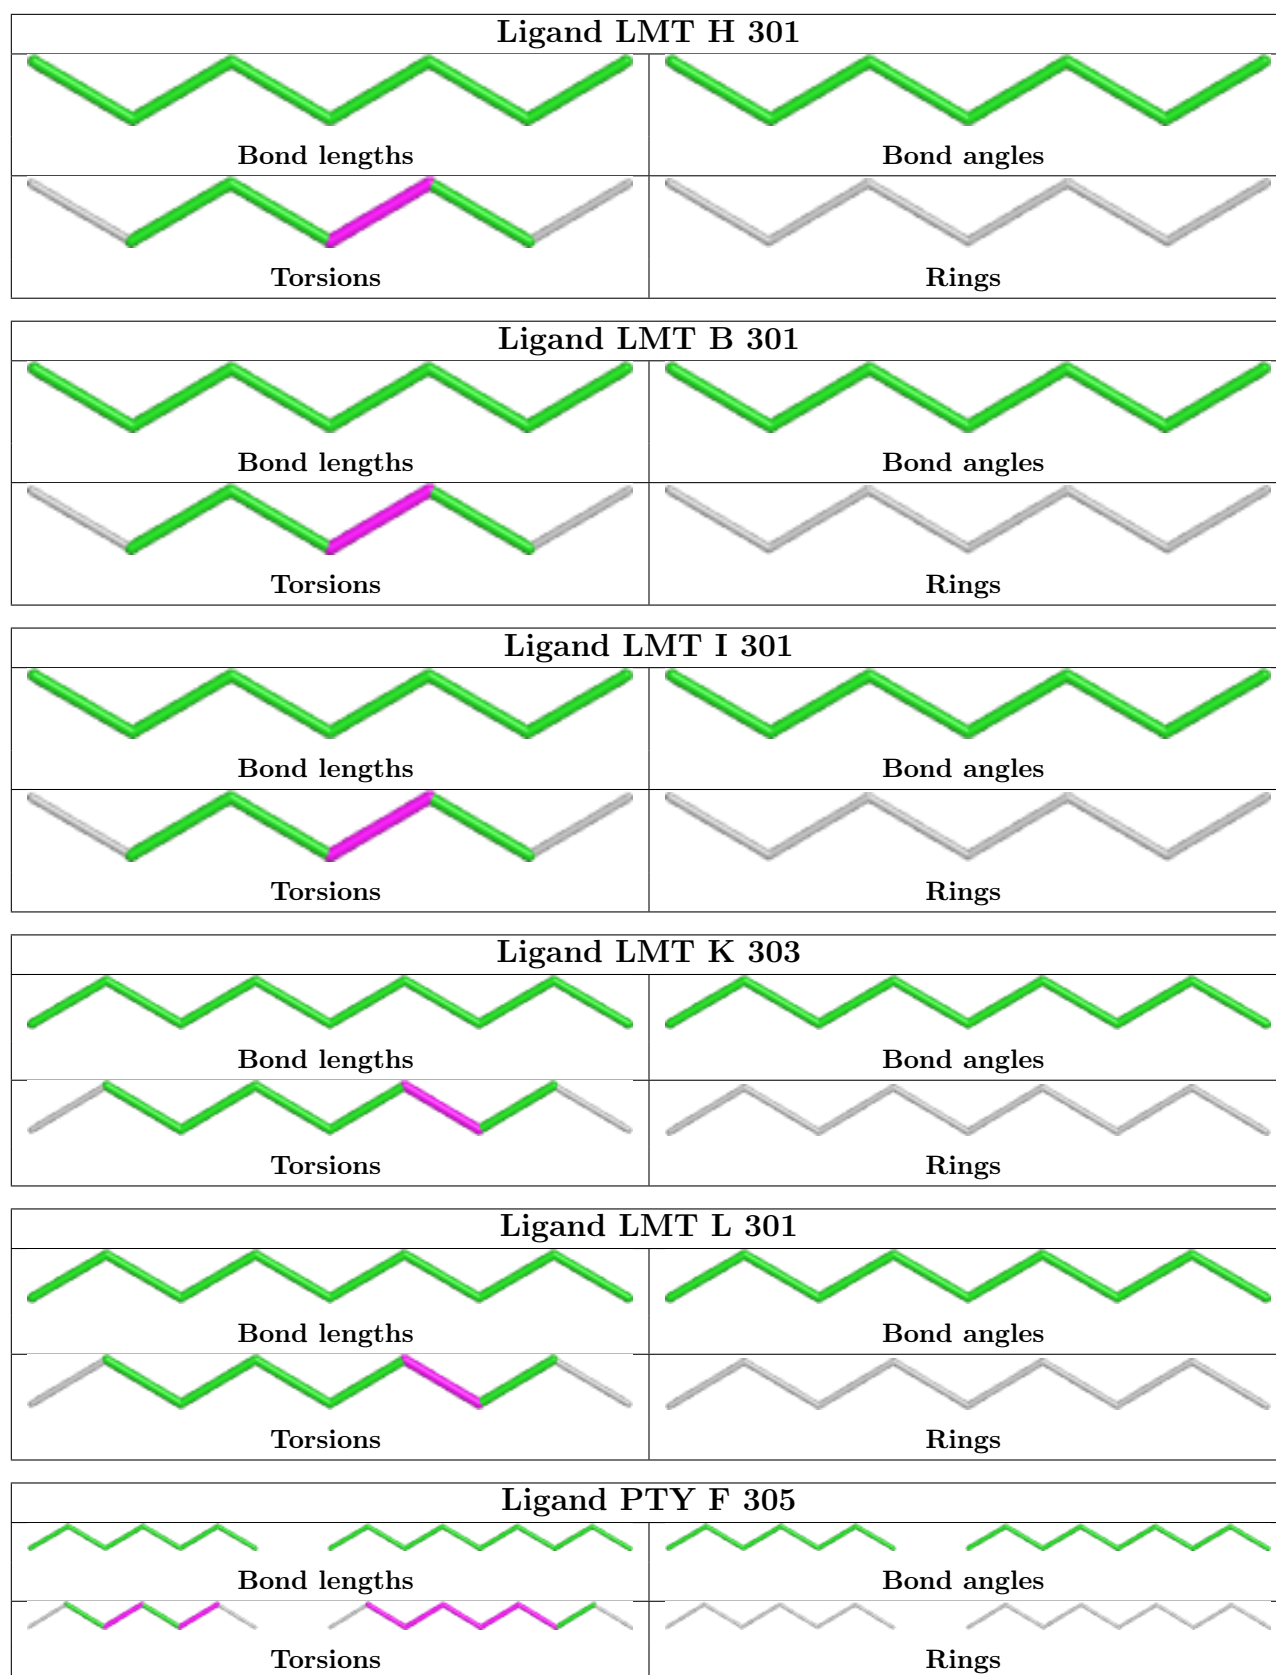 Ligand LMT H 301
Bond lengths Bond angles
Torsions Rings
Ligand LMT B 301
Bond lengths Bond angles
Torsions Rings
Ligand LMT I 301
Bond lengths Bond angles
Torsions Rings
Ligand LMT K 303
Bond lengths Bond angles
Torsions Rings
Ligand LMT L 301
Bond lengths Bond angles
Torsions Rings
Ligand PTY F 305
Bond lengths Bond angles
Torsions Rings